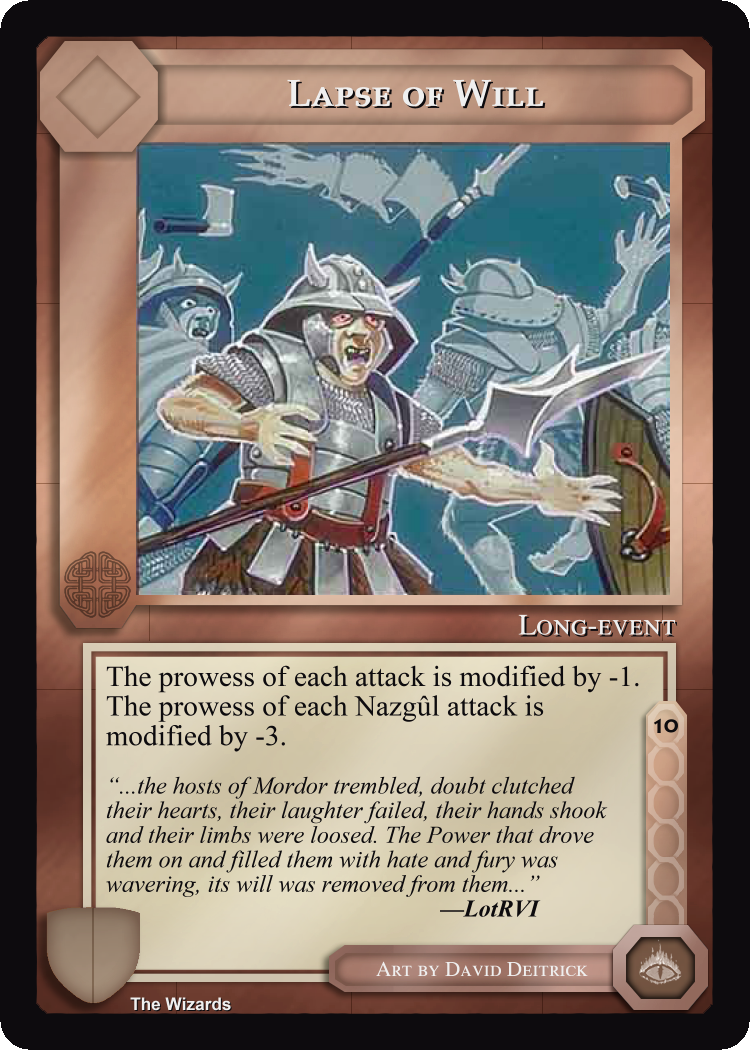 Lapse of Will
Long-event
The prowess of each attack is modified by -1.
The prowess of each Nazgûl attack is
modified by -3.
10
“...the hosts of Mordor trembled, doubt clutched
their hearts, their laughter failed, their hands shook
and their limbs were loosed. The Power that drove
them on and filled them with hate and fury was
wavering, its will was removed from them...”
—LotRVI
Art by David Deitrick
The Wizards